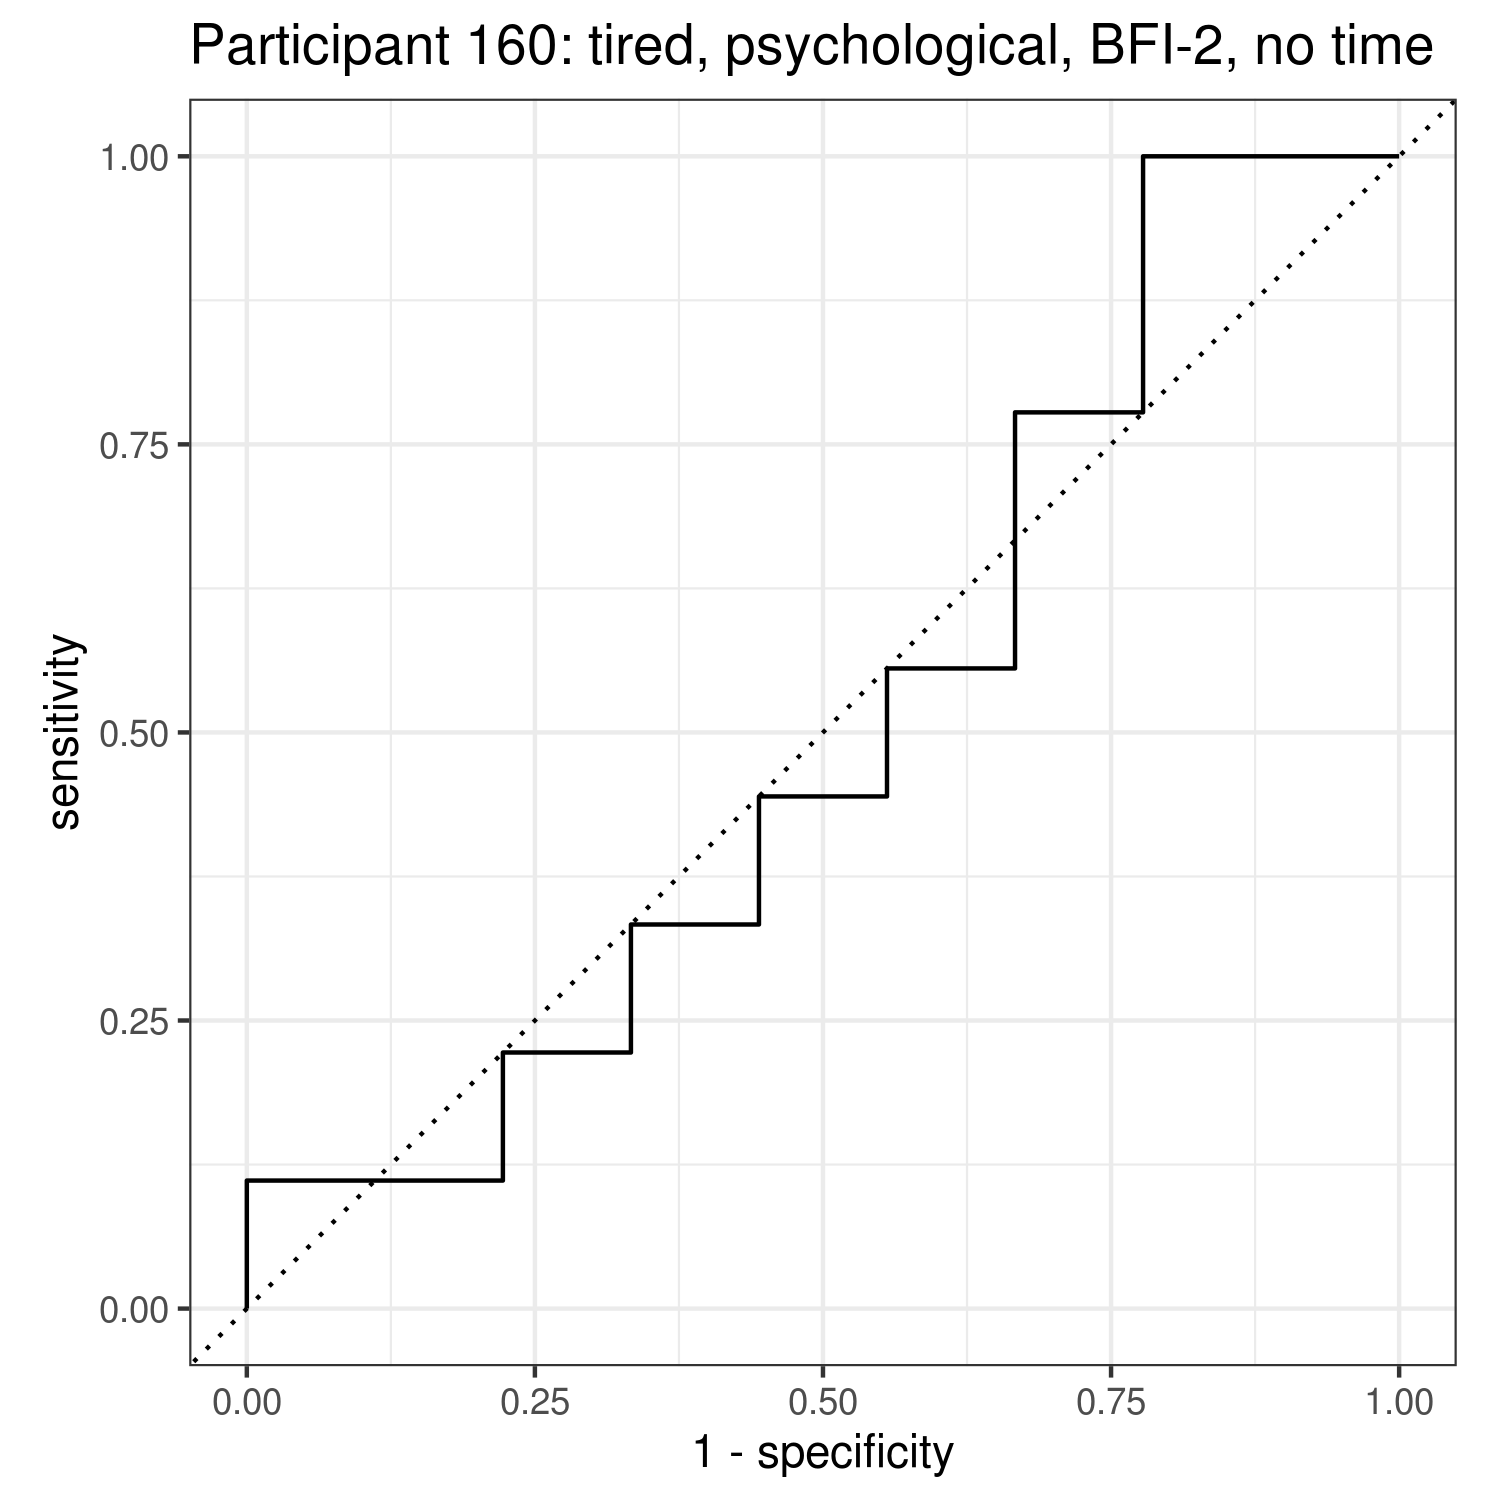 Participant 160: tired, psychological, BFI-2, no time
1.00
0.75
0.50
0.25
0.00
sensitivity
0.00 0.25 0.50 0.75 1.00
1 - specificity